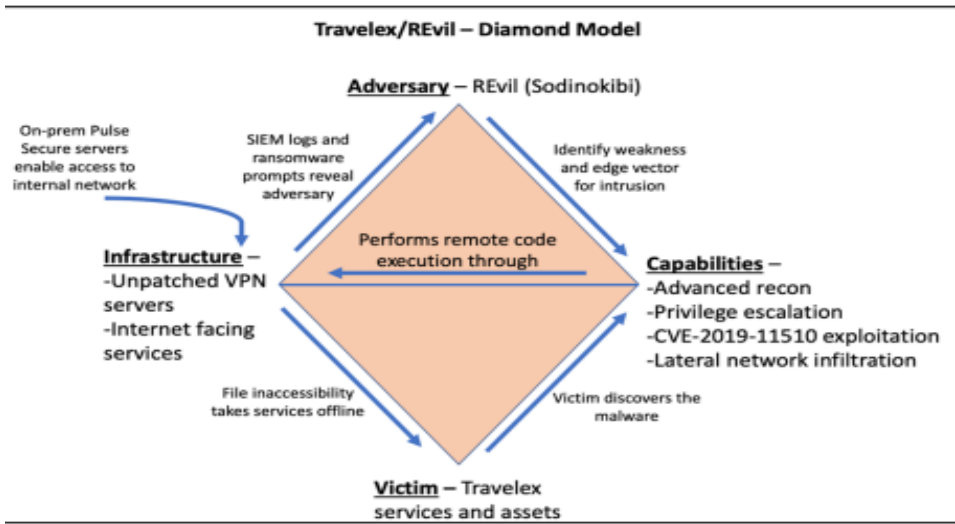 Travelex/REvil – Diamond Model
Adversary – REvil (Sodinokibi)
On-prem Pulse
Secure servers
enable access to
internal network
SIEM logs and
ransomware
prompts reveal
adversary
Identify weakness
and edge vector
for intrusion
Performs remote code
execution through
Infrastructure –
-Unpatched VPN
servers
-Internet facing
services
Capabilities –
-Advanced recon
-Privilege escalation
-CVE-2019-11510 exploitation
-Lateral network infiltration
File inaccessibility
takes services offline
Victim discovers the
malware
Victim – Travelex
services and assets